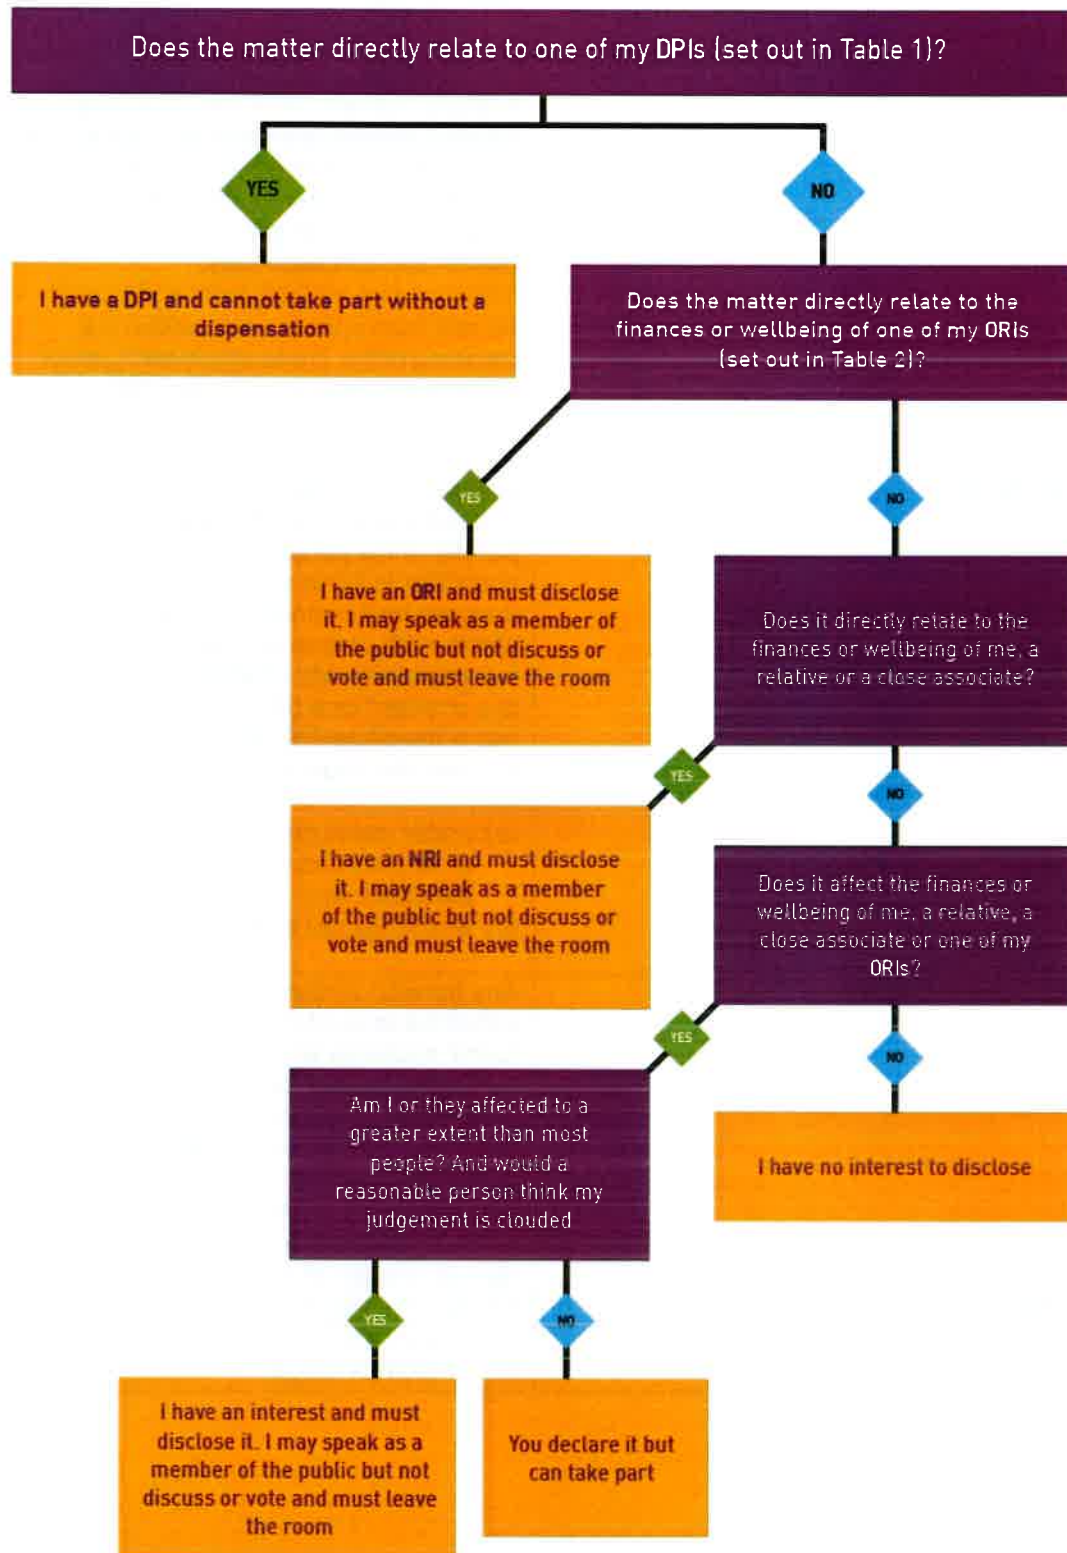 Does the matter directly relate to one of my DPIs (set out in Table 1)?
YES
NO
I have a DPI and cannot take part without a
dispensation
Does the matter directly relate to the
finances or wellbeing of one of my ORIs
(set out in Table 2)?
YES
NO
I have an ORI and must disclose
it. I may speak as a member of
the public but not discuss or
vote and must leave the room
Does it directly relate to the
finances or wellbeing of me, a
relative or a close associate?
YES
NO
I have an NRI and must disclose
it. I may speak as a member
of the public but not discuss or
vote and must leave the room
Does it affect the finances or
wellbeing of me, a relative, a
close associate or one of my
ORIs?
YES
NO
Am I or they affected to a
greater extent than most
people? And would a
reasonable person think my
judgement is clouded
I have no interest to disclose
YES
NO
I have an interest and must
disclose it. I may speak as a
member of the public but not
discuss or vote and must leave
the room
You declare it but
can take part